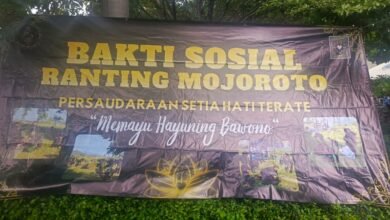 BAKTI SOSIAL
RANTING MOJOROTO
PERSAUDARAAN SETIA HATI TERATE
"Memayu Hayuning Bawono"